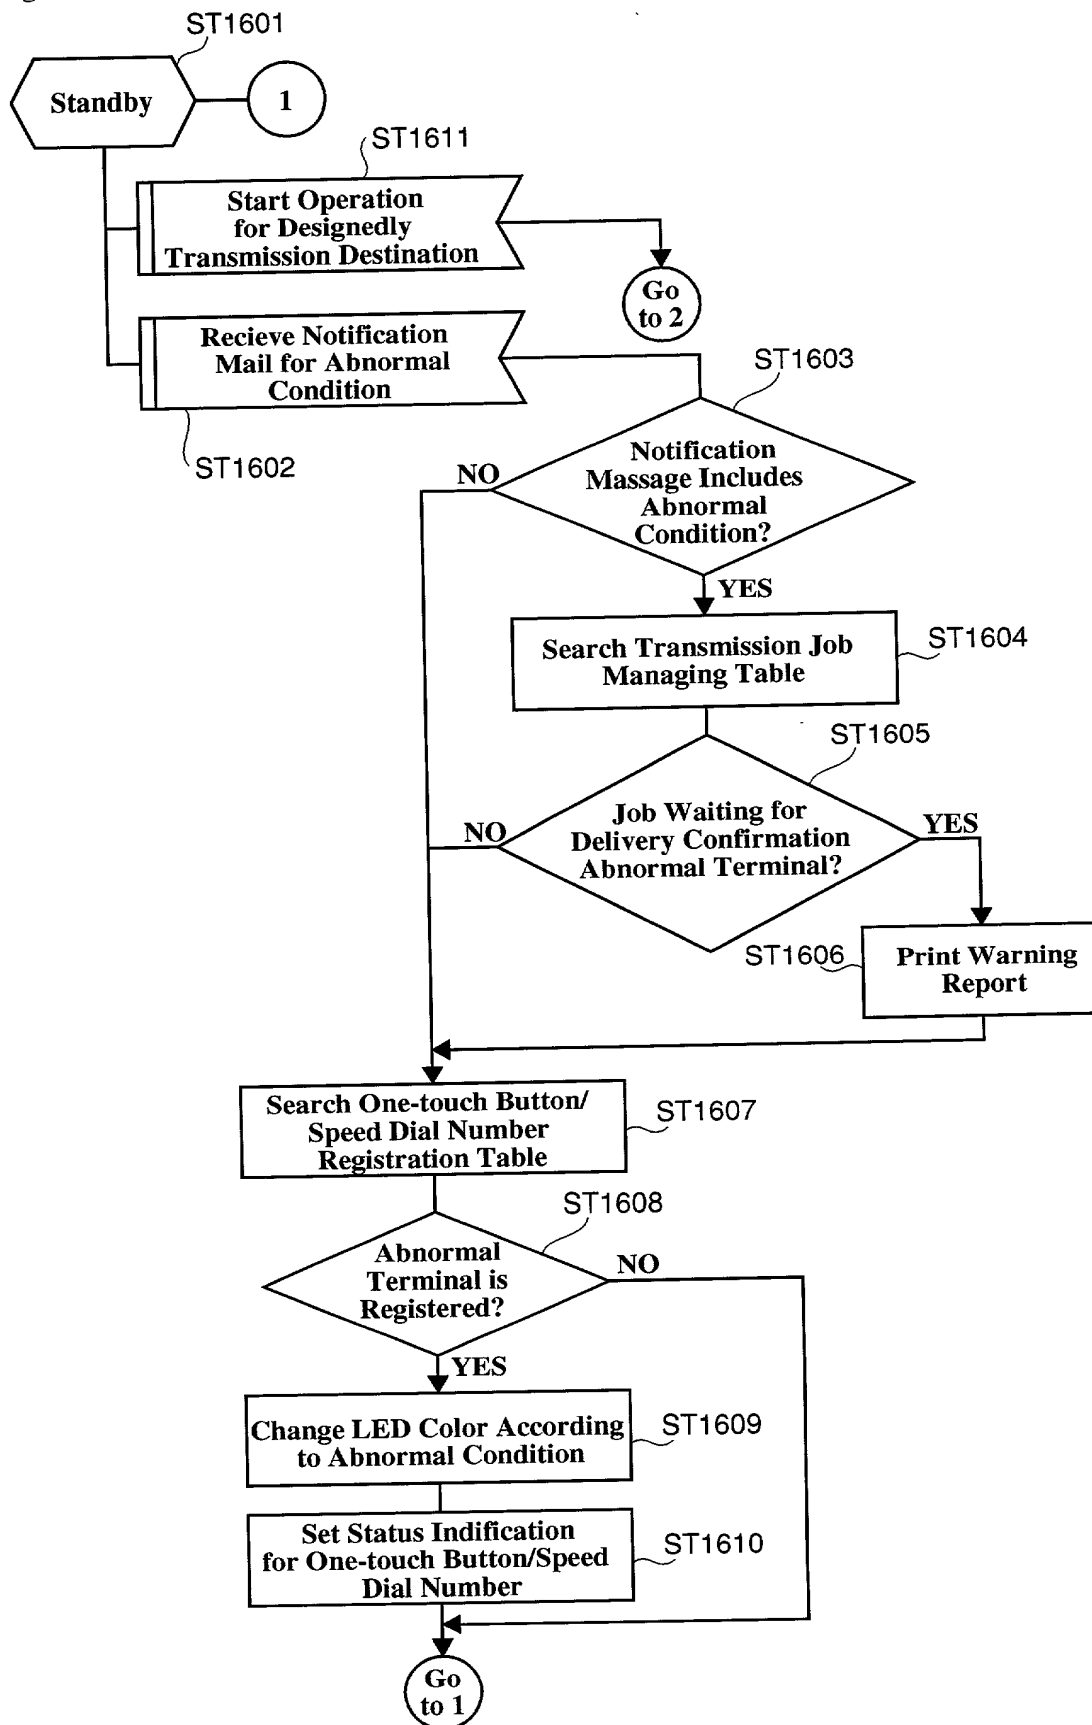 ST1601
Standby
1
ST1611
Start Operation
for Designedly
Transmission Destination
Go
to 2
Recieve Notification
Mail for Abnormal
Condition
ST1602
ST1603
Notification
Massage Includes
Abnormal
Condition?
NO
YES
Search Transmission Job
Managing Table
ST1604
ST1605
Job Waiting for
Delivery Confirmation
Abnormal Terminal?
NO
YES
ST1606
Print Warning
Report
Search One-touch Button/
Speed Dial Number
Registration Table
ST1607
ST1608
Abnormal
Terminal is
Registered?
NO
YES
Change LED Color According
to Abnormal Condition
ST1609
Set Status Indification
for One-touch Button/Speed
Dial Number
ST1610
Go
to 1